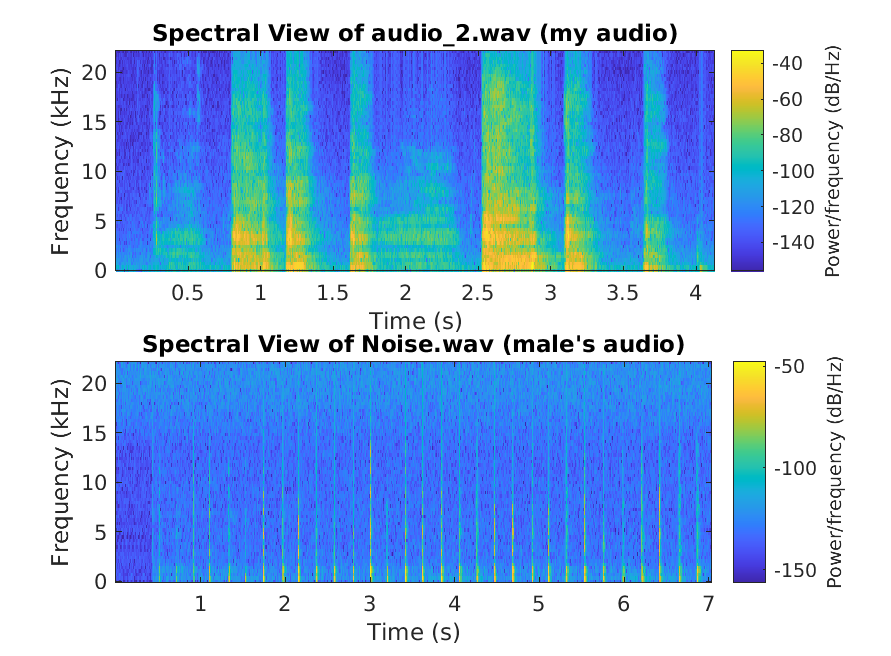 Spectral View of audio_2.wav (my audio)
Frequency (kHz)
20
15
10
5
0
0.5 1 1.5 2 2.5 3 3.5 4
Time (s)
-40
-60
-80
-100
-120
-140
Power/frequency (dB/Hz)
Spectral View of Noise.wav (male's audio)
Frequency (kHz)
20
15
10
5
0
1 2 3 4 5 6 7
Time (s)
-50
-100
-150
Power/frequency (dB/Hz)